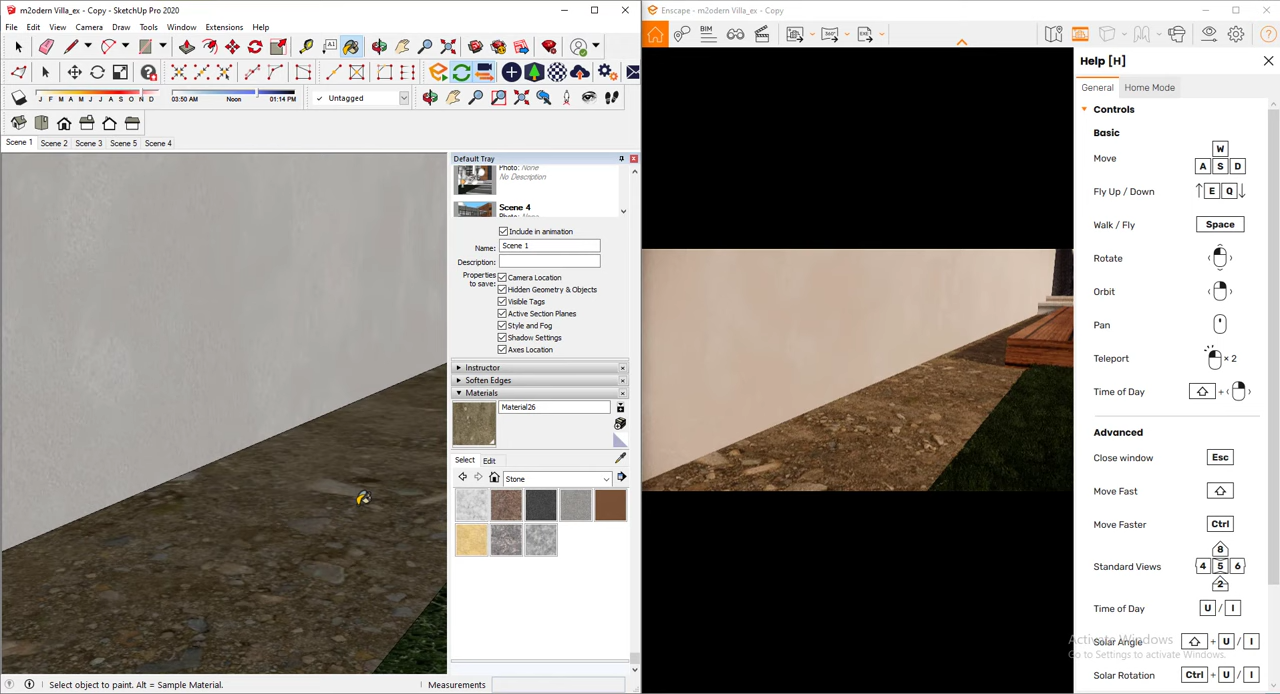 m2odern Villa_ex - Copy - SketchUp Pro 2020
File Edit View Camera Draw Tools Window Extensions Help
J F M A M J J A S O N D
03:50 AM Noon 01:14 PM
✓ Untagged
Scene 1 Scene 2 Scene 3 Scene 5 Scene 4
Default Tray
Photo: None
No Description
Scene 4
Photo: None
Include in animation
Name: Scene 1
Description:
Properties to save:
Camera Location
Hidden Geometry & Objects
Visible Tags
Active Section Planes
Style and Fog
Shadow Settings
Axes Location
Instructor
Soften Edges
Materials
Material26
Select Edit
Stone
Select object to paint. Alt = Sample Material.
Measurements
Enscape - m2odern Villa_ex - Copy
BIM
360°
EXE
Help [H]
General Home Mode
Controls
Basic
Move W A S D
Fly Up / Down E Q
Walk / Fly Space
Rotate
Orbit
Pan
Teleport × 2
Time of Day +
Advanced
Close window Esc
Move Fast
Move Faster Ctrl
Standard Views 8 4 5 6 2
Time of Day U / I
Solar Angle + U / I
Solar Rotation Ctrl + U / I
Activate Windows
Go to Settings to activate Windows.